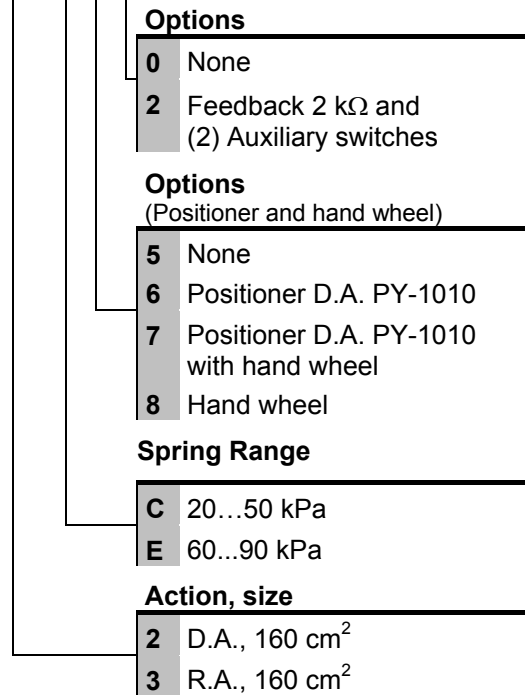 Options
0 None
2 Feedback 2 kΩ and
(2) Auxiliary switches
Options
(Positioner and hand wheel)
5 None
6 Positioner D.A. PY-1010
7 Positioner D.A. PY-1010
with hand wheel
8 Hand wheel
Spring Range
C 20…50 kPa
E 60...90 kPa
Action, size
2 D.A., 160 cm²
3 R.A., 160 cm²